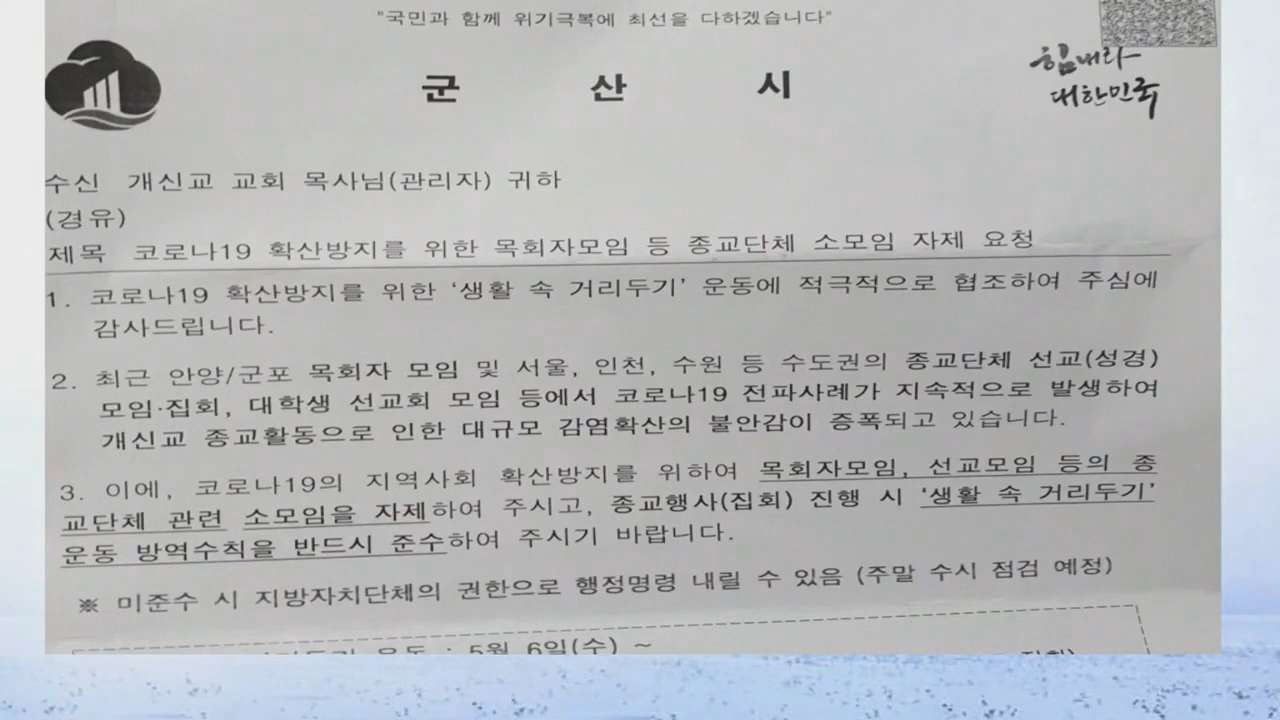 "국민과 함께 위기극복에 최선을 다하겠습니다"
군 산 시
힘내라
대한민국
수신 개신교 교회 목사님(관리자) 귀하
(경유)
제목 코로나19 확산방지를 위한 목회자모임 등 종교단체 소모임 자제 요청
1. 코로나19 확산방지를 위한 '생활 속 거리두기' 운동에 적극적으로 협조하여 주심에
감사드립니다.
2. 최근 안양/군포 목회자 모임 및 서울, 인천, 수원 등 수도권의 종교단체 선교(성경)
모임·집회, 대학생 선교회 모임 등에서 코로나19 전파사례가 지속적으로 발생하여
개신교 종교활동으로 인한 대규모 감염확산의 불안감이 증폭되고 있습니다.
3. 이에, 코로나19의 지역사회 확산방지를 위하여 목회자모임, 선교모임 등의 종
교단체 관련 소모임을 자제하여 주시고, 종교행사(집회) 진행 시 '생활 속 거리두기'
운동 방역수칙을 반드시 준수하여 주시기 바랍니다.
※ 미준수 시 지방자치단체의 권한으로 행정명령 내릴 수 있음 (주말 수시 점검 예정)
운동 : 5월 6일(수) ~